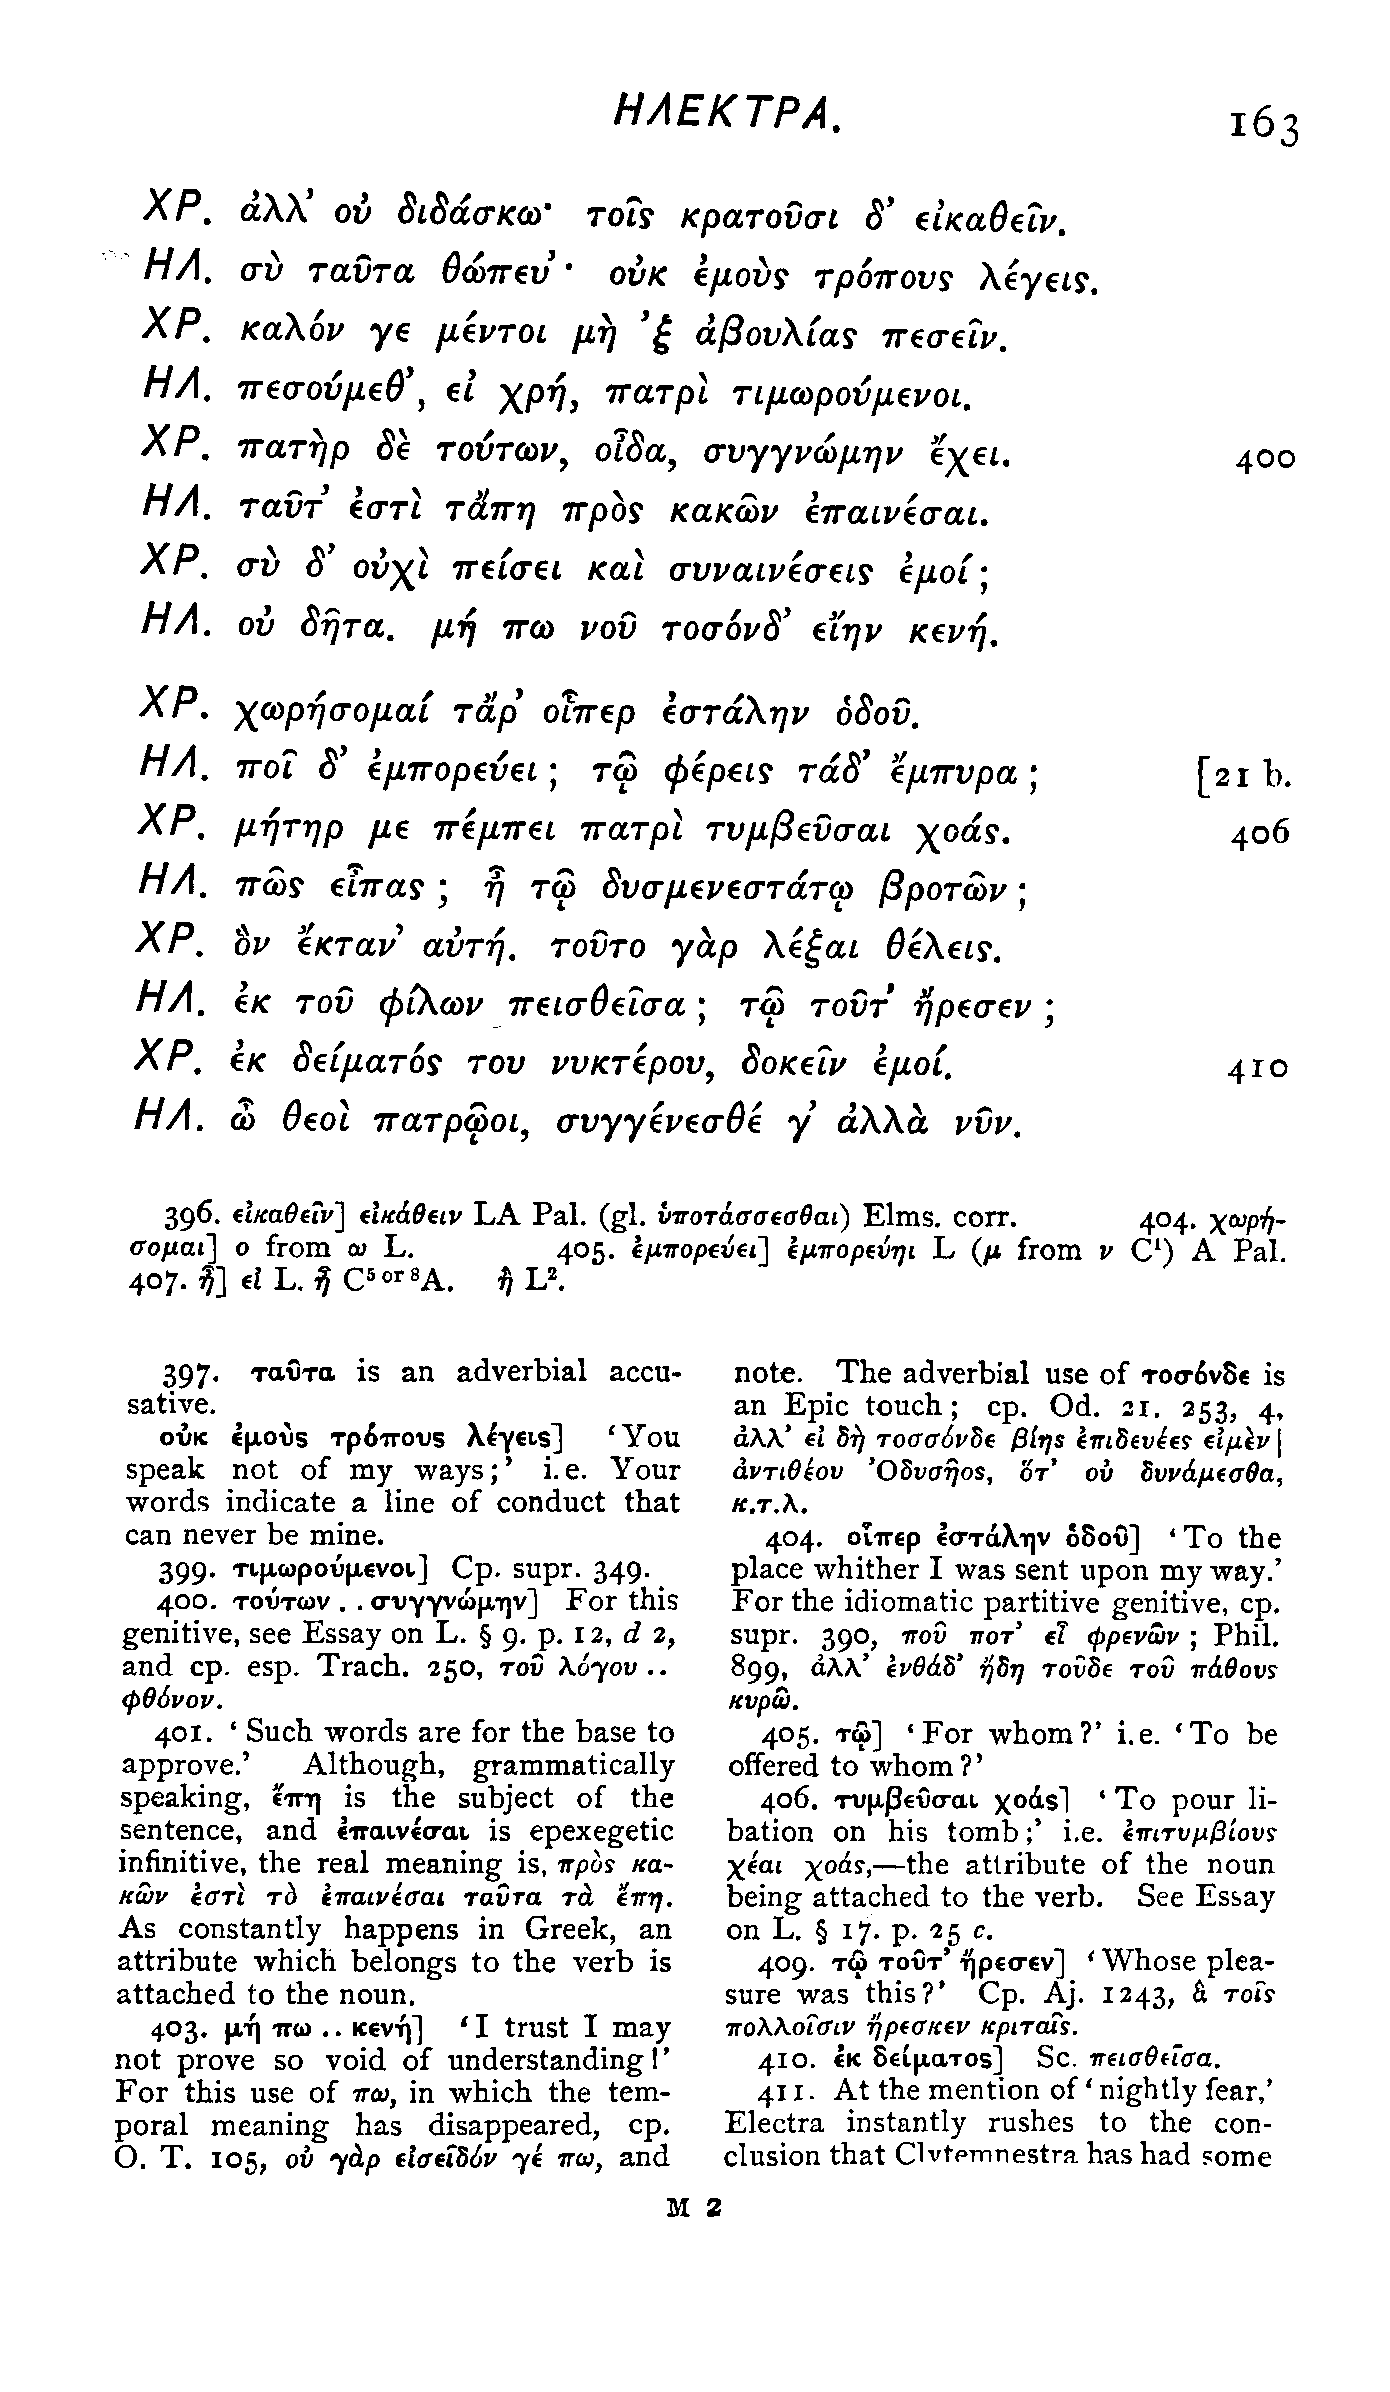 ΗΛΕΚΤΡΑ.
163
ΧΡ. ἀλλ' οὐ διδάσκω· τοῖς κρατοῦσι δ' εἰκαθεῖν.
ΗΛ. σὺ ταῦτα θώπευ'· οὐκ ἐμοὺς τρόπους λέγεις.
ΧΡ. καλόν γε μέντοι μὴ 'ξ ἀβουλίας πεσεῖν.
ΗΛ. πεσούμεθ', εἰ χρή, πατρὶ τιμωρούμενοι.
ΧΡ. πατὴρ δὲ τούτων, οἶδα, συγγνώμην ἔχει. 400
ΗΛ. ταῦτ' ἐστὶ τἄπη πρὸς κακῶν ἐπαινέσαι.
ΧΡ. σὺ δ' οὐχὶ πείσει καὶ συναινέσεις ἐμοί;
ΗΛ. οὐ δῆτα. μή πω νοῦ τοσόνδ' εἴην κενή.
ΧΡ. χωρήσομαί τἄρ' οἷπερ ἐστάλην ὁδοῦ.
ΗΛ. ποῖ δ' ἐμπορεύει; τῷ φέρεις τάδ' ἔμπυρα; [21 b.
ΧΡ. μήτηρ με πέμπει πατρὶ τυμβεῦσαι χοάς. 406
ΗΛ. πῶς εἶπας; ἦ τῷ δυσμενεστάτῳ βροτῶν;
ΧΡ. ὃν ἔκταν' αὐτή. τοῦτο γὰρ λέξαι θέλεις.
ΗΛ. ἐκ τοῦ φίλων πεισθεῖσα; τῷ τοῦτ' ἤρεσεν;
ΧΡ. ἐκ δείματός του νυκτέρου, δοκεῖν ἐμοί. 410
ΗΛ. ὦ θεοὶ πατρῷοι, συγγένεσθέ γ' ἀλλὰ νῦν.
396. εἰκαθεῖν] εἰκάθειν LA Pal. (gl. ὑποτάσσεσθαι) Elms. corr. 404. χωρή-
σομαι] ο from ω L. 405. ἐμπορεύει] ἐμπορεύηι L (μ from ν C¹) A Pal.
407. ἦ] εἰ L. ἦ C⁵ ᵒʳ ⁸A. ἢ L².
397. ταῦτα is an adverbial accu-
sative.
οὐκ ἐμοὺς τρόπους λέγεις] 'You
speak not of my ways;' i.e. Your
words indicate a line of conduct that
can never be mine.
399. τιμωρούμενοι] Cp. supr. 349.
400. τούτων . . συγγνώμην] For this
genitive, see Essay on L. § 9. p. 12, d 2,
and cp. esp. Trach. 250, τοῦ λόγου ..
φθόνον.
401. 'Such words are for the base to
approve.' Although, grammatically
speaking, ἔπη is the subject of the
sentence, and ἐπαινέσαι is epexegetic
infinitive, the real meaning is, πρὸς κα-
κῶν ἐστὶ τὸ ἐπαινέσαι ταῦτα τὰ ἔπη.
As constantly happens in Greek, an
attribute which belongs to the verb is
attached to the noun.
403. μή πω .. κενή] 'I trust I may
not prove so void of understanding!'
For this use of πω, in which the tem-
poral meaning has disappeared, cp.
O. T. 105, οὐ γὰρ εἰσεῖδόν γέ πω, and
note. The adverbial use of τοσόνδε is
an Epic touch; cp. Od. 21. 253, 4,
ἀλλ' εἰ δὴ τοσσόνδε βίης ἐπιδευέες εἰμὲν |
ἀντιθέου Ὀδυσῆος, ὅτ' οὐ δυνάμεσθα,
κ.τ.λ.
404. οἷπερ ἐστάλην ὁδοῦ] 'To the
place whither I was sent upon my way.'
For the idiomatic partitive genitive, cp.
supr. 390, ποῦ ποτ' εἶ φρενῶν; Phil.
899, ἀλλ' ἐνθάδ' ἤδη τοῦδε τοῦ πάθους
κυρῶ.
405. τῷ] 'For whom?' i.e. 'To be
offered to whom?'
406. τυμβεῦσαι χοάς] 'To pour li-
bation on his tomb;' i.e. ἐπιτυμβίους
χέαι χοάς,—the attribute of the noun
being attached to the verb. See Essay
on L. § 17. p. 25 c.
409. τῷ τοῦτ' ἤρεσεν] 'Whose plea-
sure was this?' Cp. Aj. 1243, ἃ τοῖς
πολλοῖσιν ἤρεσκεν κριταῖς.
410. ἐκ δείματος] Sc. πεισθεῖσα.
411. At the mention of 'nightly fear,'
Electra instantly rushes to the con-
clusion that Clytemnestra has had some
M 2